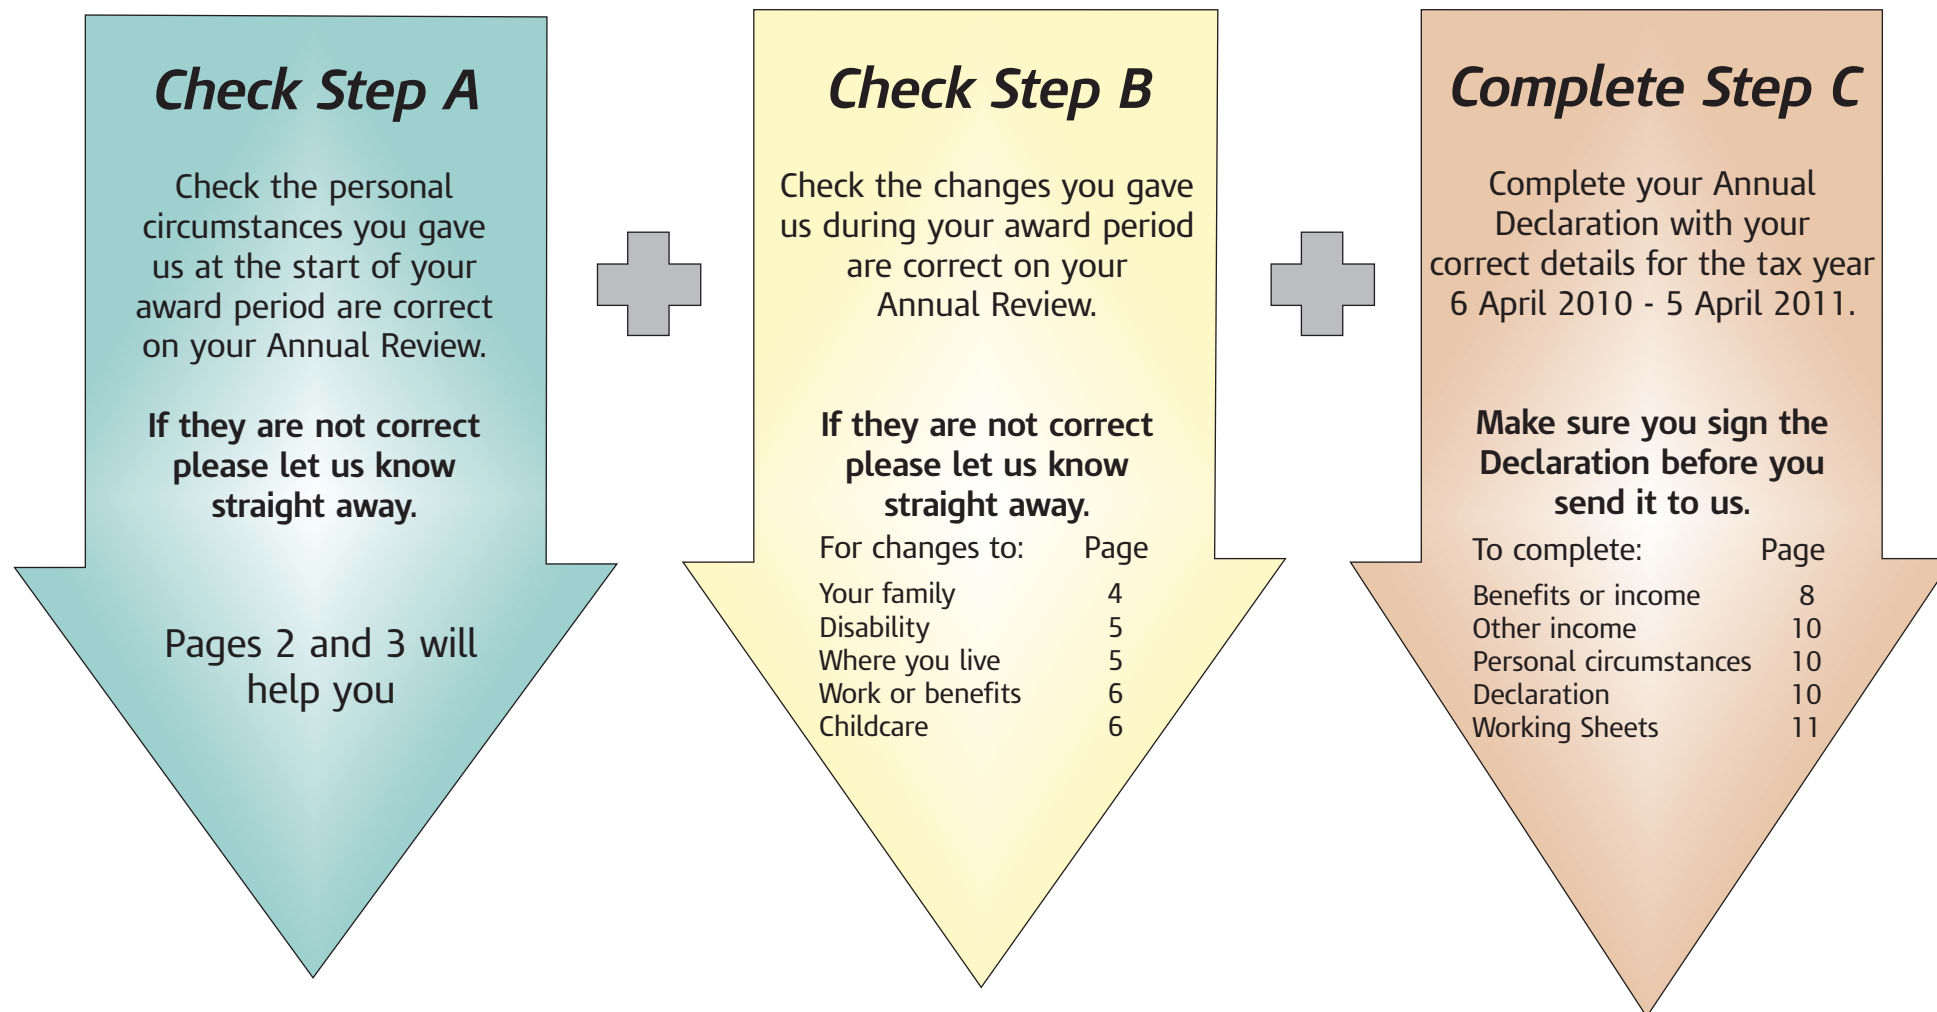 Check Step A
Check the personal
circumstances you gave
us at the start of your
award period are correct
on your Annual Review.
If they are not correct
please let us know
straight away.
Pages 2 and 3 will
help you
Check Step B
Check the changes you gave
us during your award period
are correct on your
Annual Review.
If they are not correct
please let us know
straight away.
For changes to: Page
Your family 4
Disability 5
Where you live 5
Work or benefits 6
Childcare 6
Complete Step C
Complete your Annual
Declaration with your
correct details for the tax year
6 April 2010 - 5 April 2011.
Make sure you sign the
Declaration before you
send it to us.
To complete: Page
Benefits or income 8
Other income 10
Personal circumstances 10
Declaration 10
Working Sheets 11